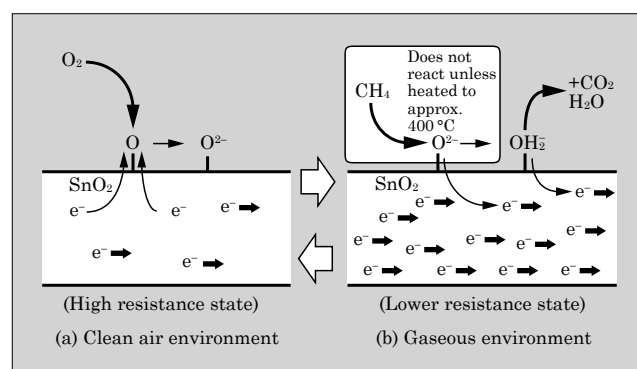 O₂
O
O²⁻
SnO₂
e⁻
e⁻
e⁻
e⁻
e⁻
(High resistance state)
(a) Clean air environment
CH₄
Does not
react unless
heated to
approx.
400 °C
O²⁻
OH₂⁻
+CO₂
H₂O
SnO₂
e⁻
e⁻
e⁻
e⁻
e⁻
e⁻
e⁻
e⁻
e⁻
e⁻
e⁻
e⁻
(Lower resistance state)
(b) Gaseous environment